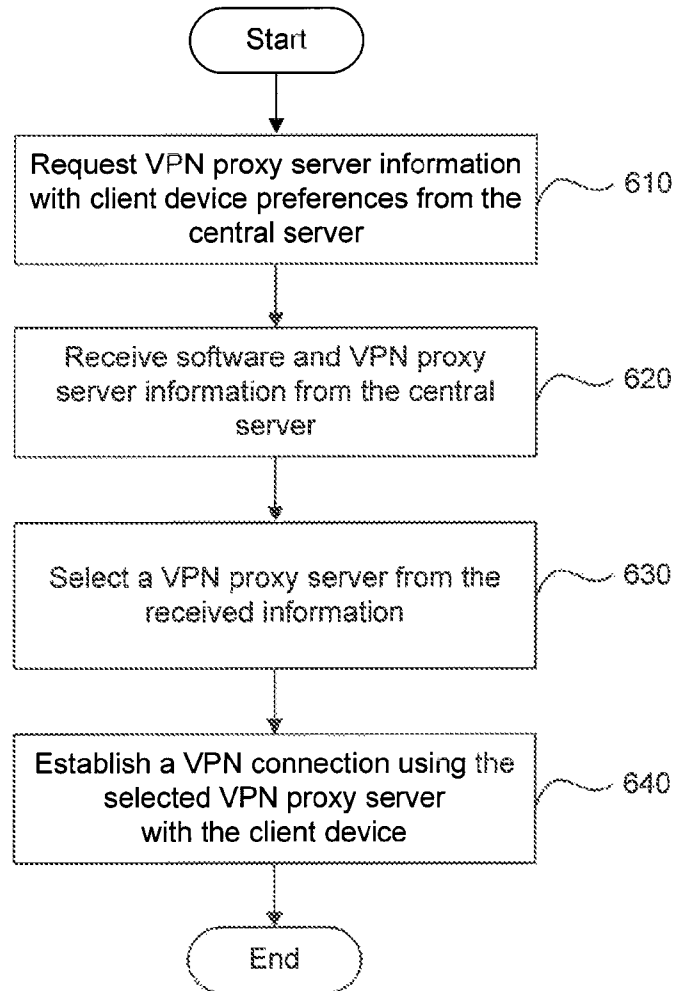 Start
Request VPN proxy server information
with client device preferences from the
central server
610
Receive software and VPN proxy
server information from the central
server
620
Select a VPN proxy server from the
received information
630
Establish a VPN connection using the
selected VPN proxy server
with the client device
640
End